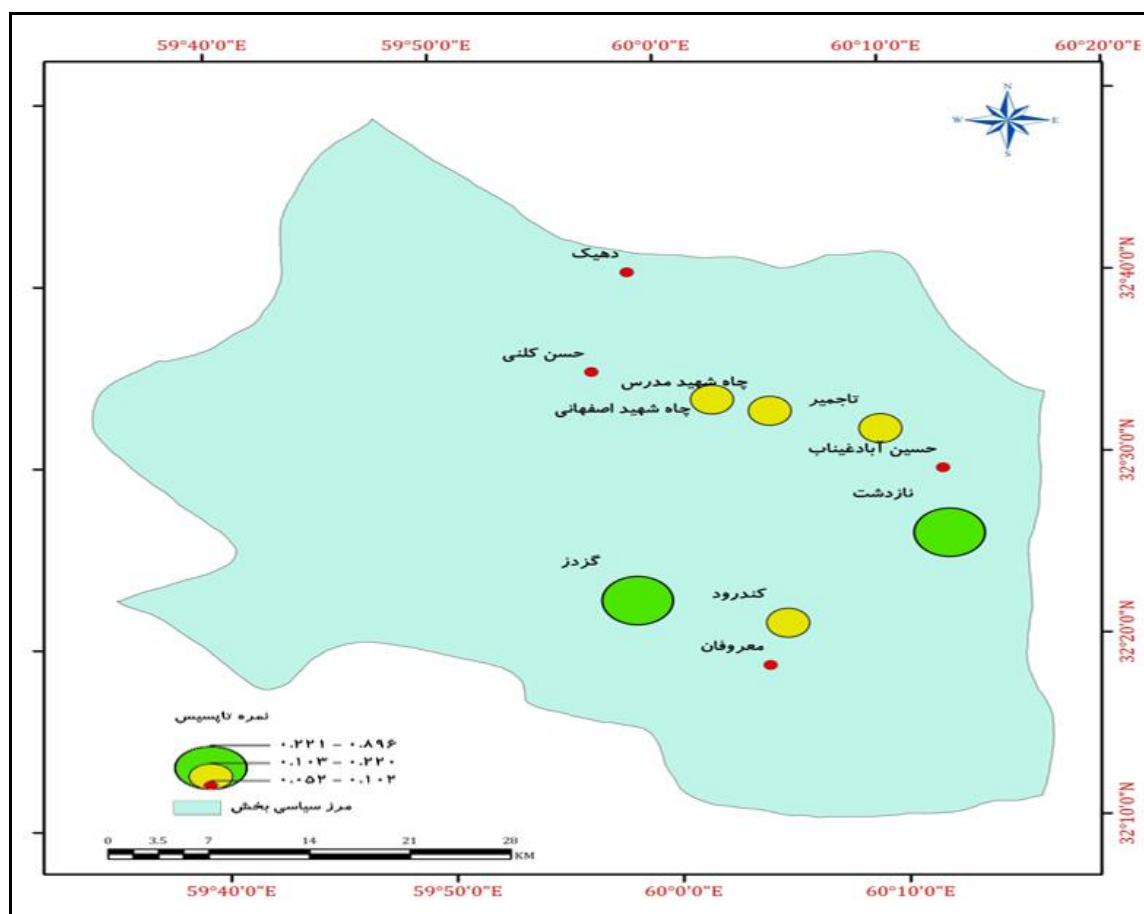 59°40'0"E
59°50'0"E
60°0'0"E
60°10'0"E
60°20'0"E
N
W
E
S
دهیک
32°40'0"N
حسن کلنی
چاه شهید مدرس
تاجمیر
چاه شهید اصفهانی
حسین آبادغیناب
32°30'0"N
نازدشت
گزدز
کندرود
32°20'0"N
معروفان
نمره تاپسیس
۰.۲۲۱ – ۰.۸۹۶
۰.۱۰۳ – ۰.۲۲۰
۰.۰۵۲ – ۰.۱۰۲
مرز سیاسی بخش
32°10'0"N
0 3.5 7 14 21 28
KM
59°40'0"E
59°50'0"E
60°0'0"E
60°10'0"E